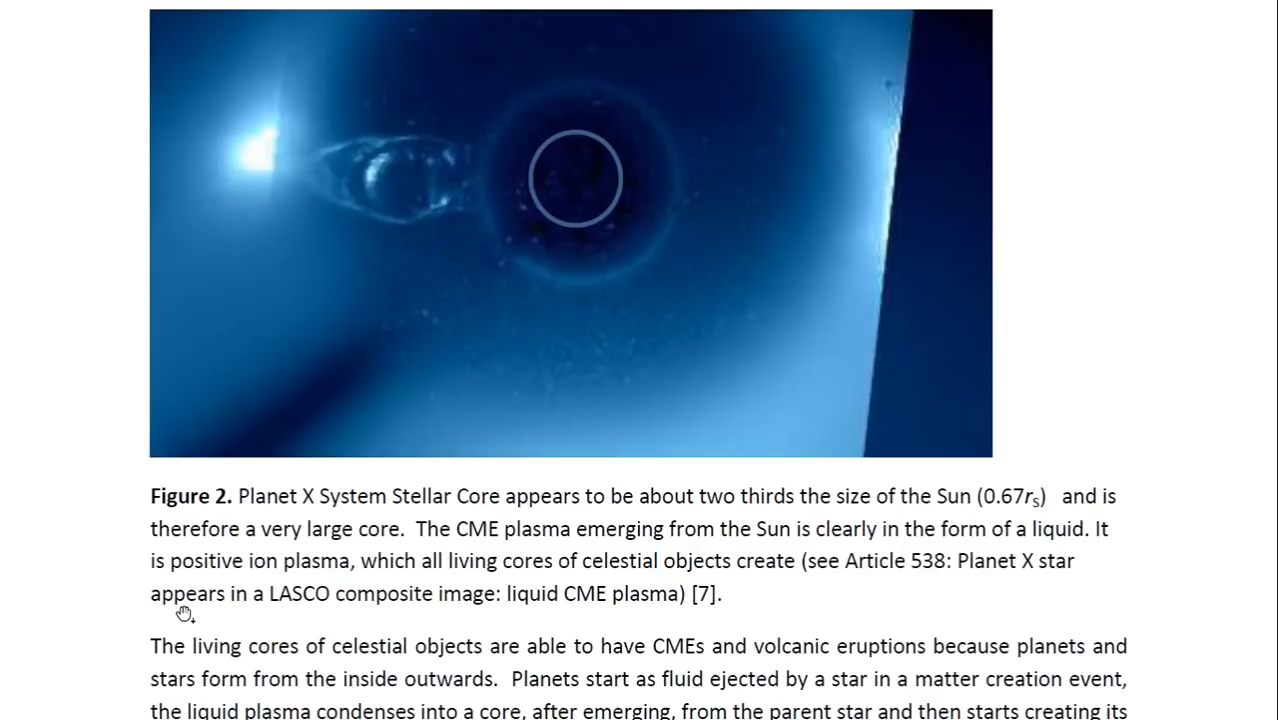 Figure 2. Planet X System Stellar Core appears to be about two thirds the size of the Sun (0.67rs) and is
therefore a very large core. The CME plasma emerging from the Sun is clearly in the form of a liquid. It
is positive ion plasma, which all living cores of celestial objects create (see Article 538: Planet X star
appears in a LASCO composite image: liquid CME plasma) [7].
The living cores of celestial objects are able to have CMEs and volcanic eruptions because planets and
stars form from the inside outwards. Planets start as fluid ejected by a star in a matter creation event,
the liquid plasma condenses into a core, after emerging, from the parent star and then starts creating its